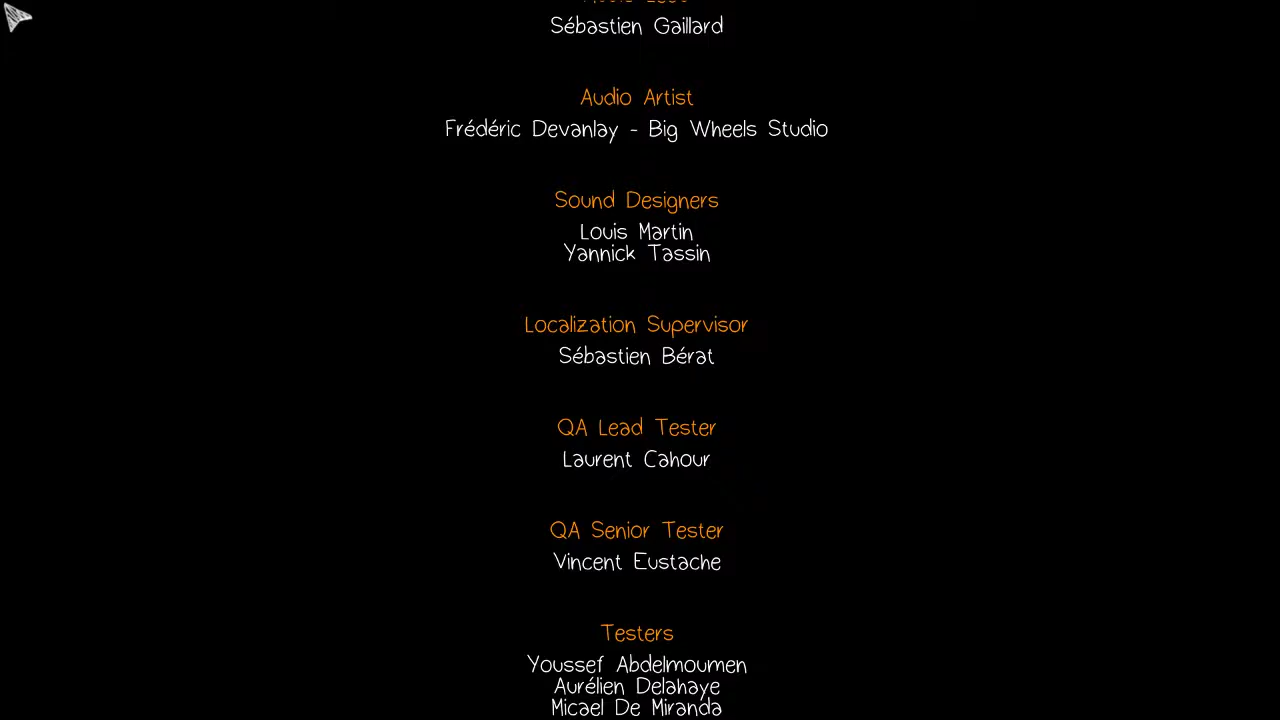 Sébastien Gaillard
Audio Artist
Frédéric Devanlay - Big Wheels Studio
Sound Designers
Louis Martin
Yannick Tassin
Localization Supervisor
Sébastien Bérat
QA Lead Tester
Laurent Cahour
QA Senior Tester
Vincent Eustache
Testers
Youssef Abdelmoumen
Aurélien Delahaye
Micael De Miranda